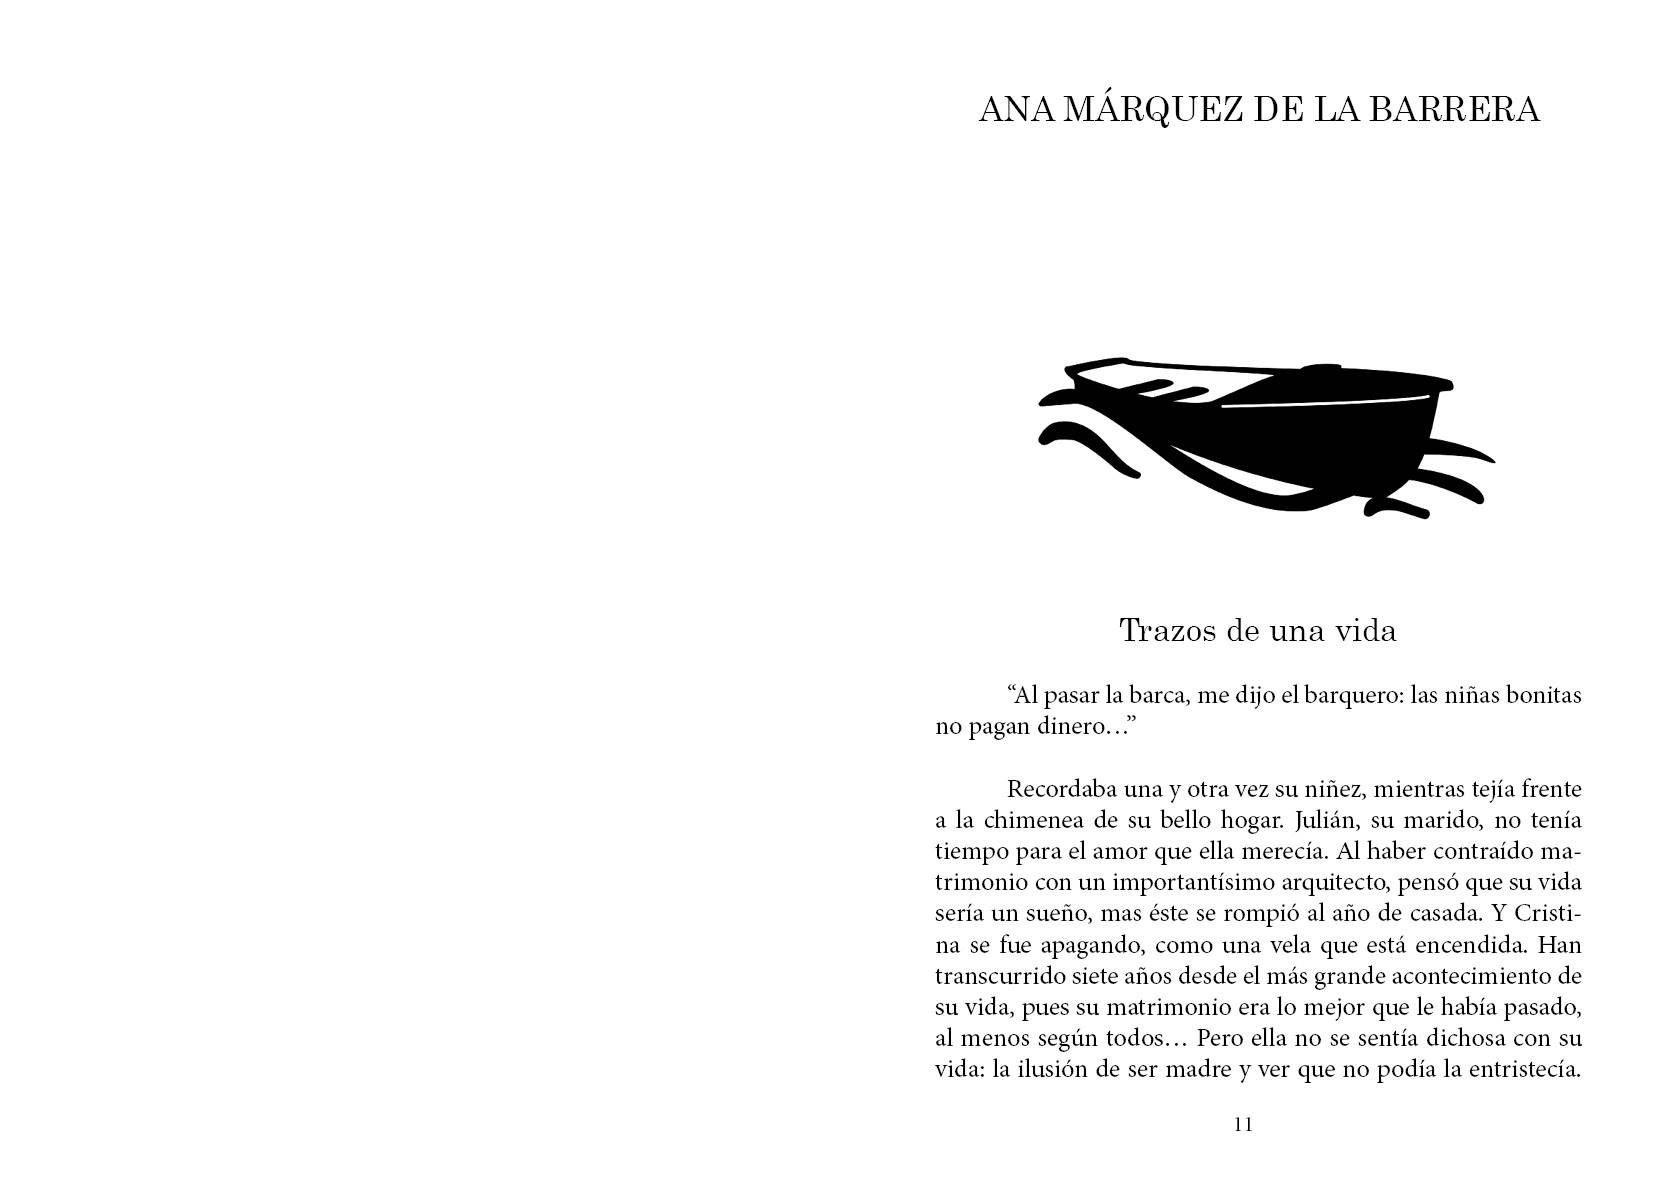 ANA MÁRQUEZ DE LA BARRERA
Trazos de una vida
“Al pasar la barca, me dijo el barquero: las niñas bonitas
no pagan dinero…”
Recordaba una y otra vez su niñez, mientras tejía frente
a la chimenea de su bello hogar. Julián, su marido, no tenía
tiempo para el amor que ella merecía. Al haber contraído ma-
trimonio con un importantísimo arquitecto, pensó que su vida
sería un sueño, mas éste se rompió al año de casada. Y Cristi-
na se fue apagando, como una vela que está encendida. Han
transcurrido siete años desde el más grande acontecimiento de
su vida, pues su matrimonio era lo mejor que le había pasado,
al menos según todos… Pero ella no se sentía dichosa con su
vida: la ilusión de ser madre y ver que no podía la entristecía.
11